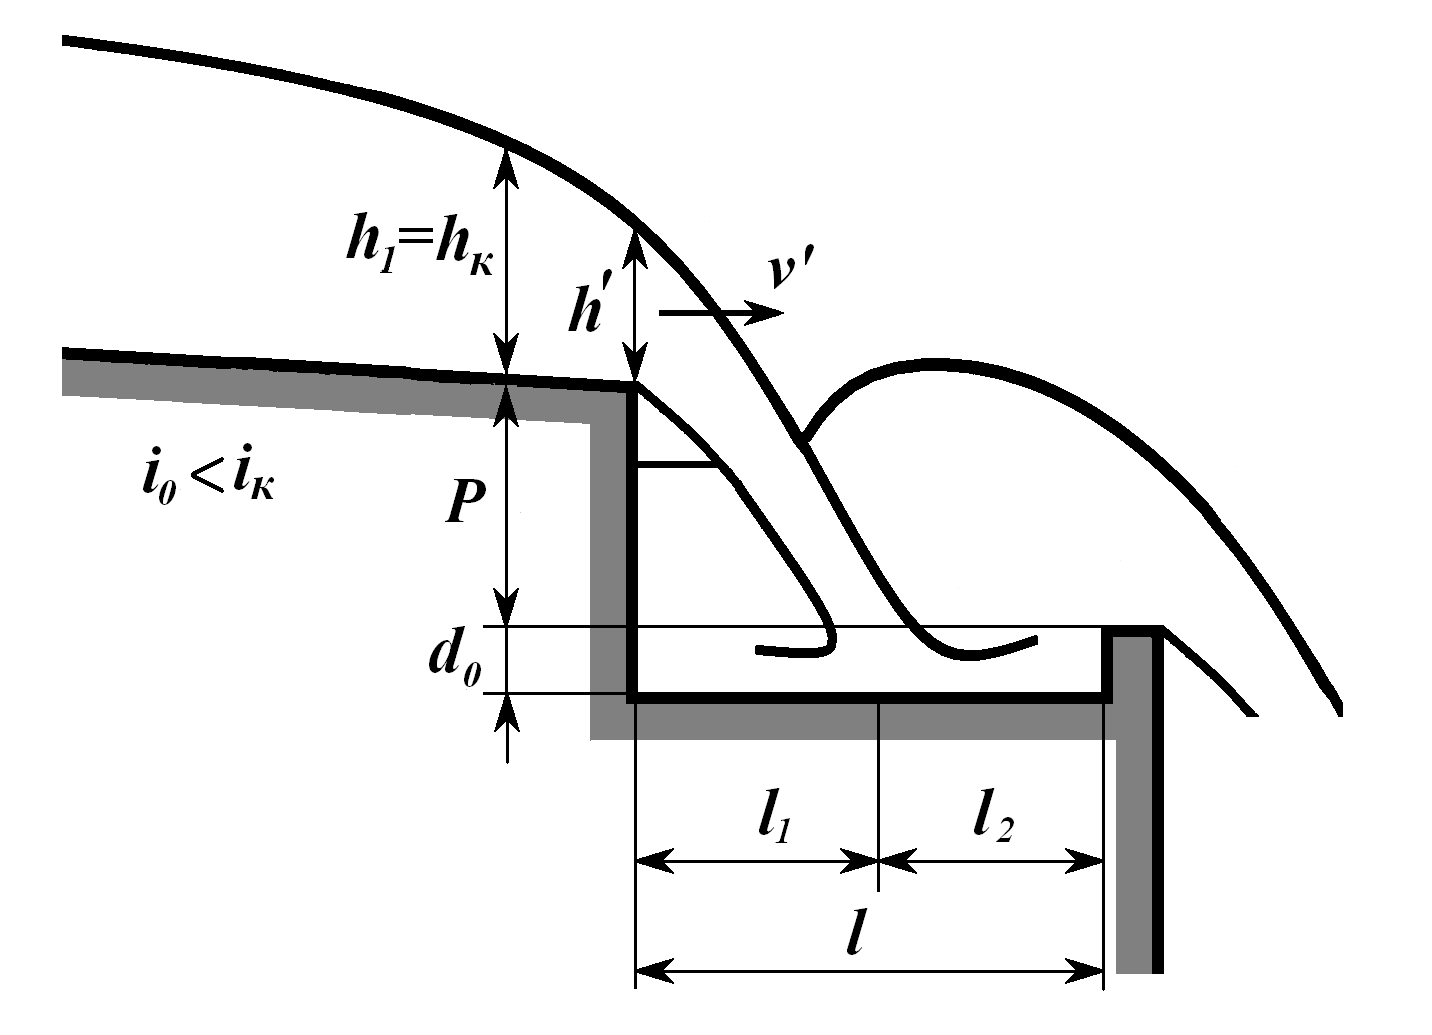 h₁=hк
h′
v′
i₀<iк
P
d₀
l₁
l₂
l